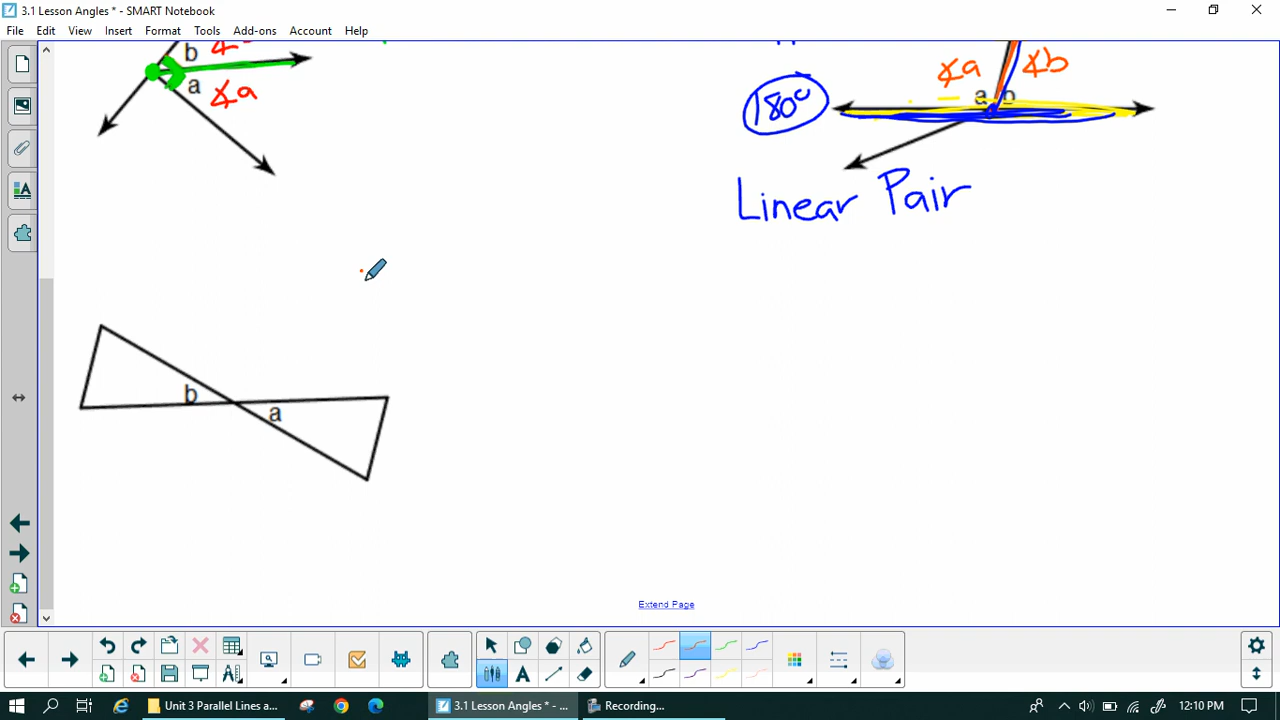 3.1 Lesson Angles * - SMART Notebook
File Edit View Insert Format Tools Add-ons Account Help
b
a
∡a
∡a
∡b
a b
180°
Linear Pair
b
a
Extend Page
Unit 3 Parallel Lines a...
3.1 Lesson Angles * - ...
Recording...
12:10 PM